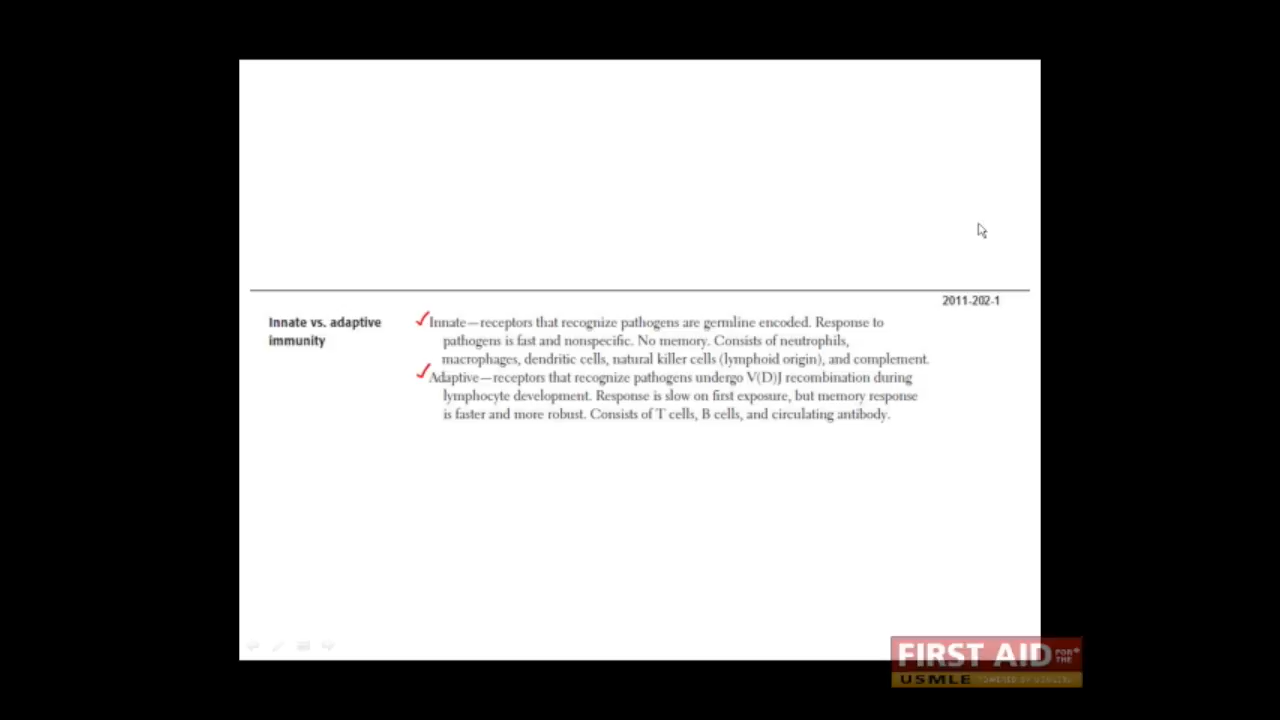 2011-202-1
Innate vs. adaptive
immunity
Innate—receptors that recognize pathogens are germline encoded. Response to
pathogens is fast and nonspecific. No memory. Consists of neutrophils,
macrophages, dendritic cells, natural killer cells (lymphoid origin), and complement.
Adaptive—receptors that recognize pathogens undergo V(D)J recombination during
lymphocyte development. Response is slow on first exposure, but memory response
is faster and more robust. Consists of T cells, B cells, and circulating antibody.
FIRST AID FOR THE
USMLE